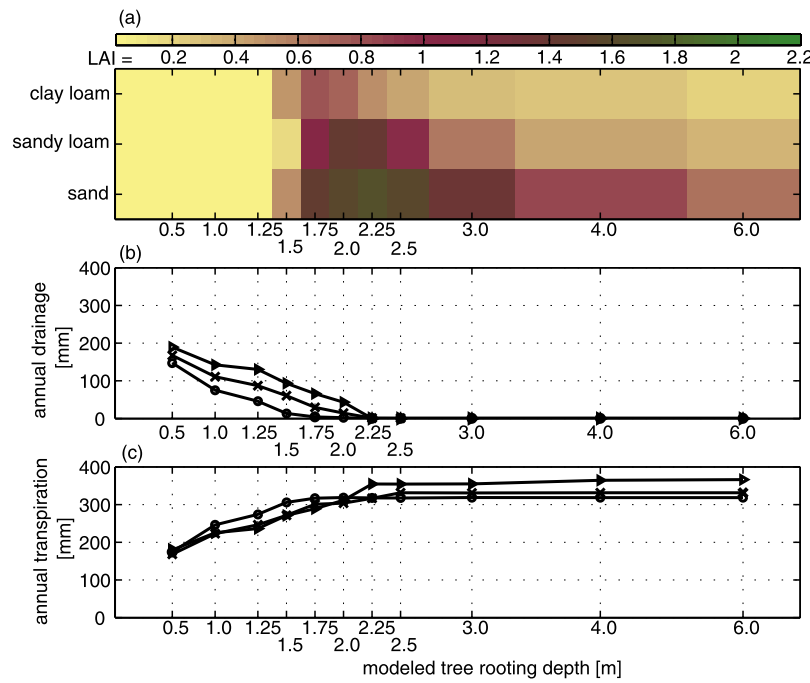 (a)
LAI = 0.2 0.4 0.6 0.8 1 1.2 1.4 1.6 1.8 2 2.2
clay loam
sandy loam
sand
0.5 1.0 1.25 1.75 2.25 3.0 4.0 6.0
1.5 2.0 2.5
(b)
400
300
200
100
0
annual drainage
[mm]
0.5 1.0 1.25 1.75 2.25 3.0 4.0 6.0
1.5 2.0 2.5
(c)
400
300
200
100
0
annual transpiration
[mm]
0.5 1.0 1.25 1.75 2.25 3.0 4.0 6.0
1.5 2.0 2.5
modeled tree rooting depth [m]